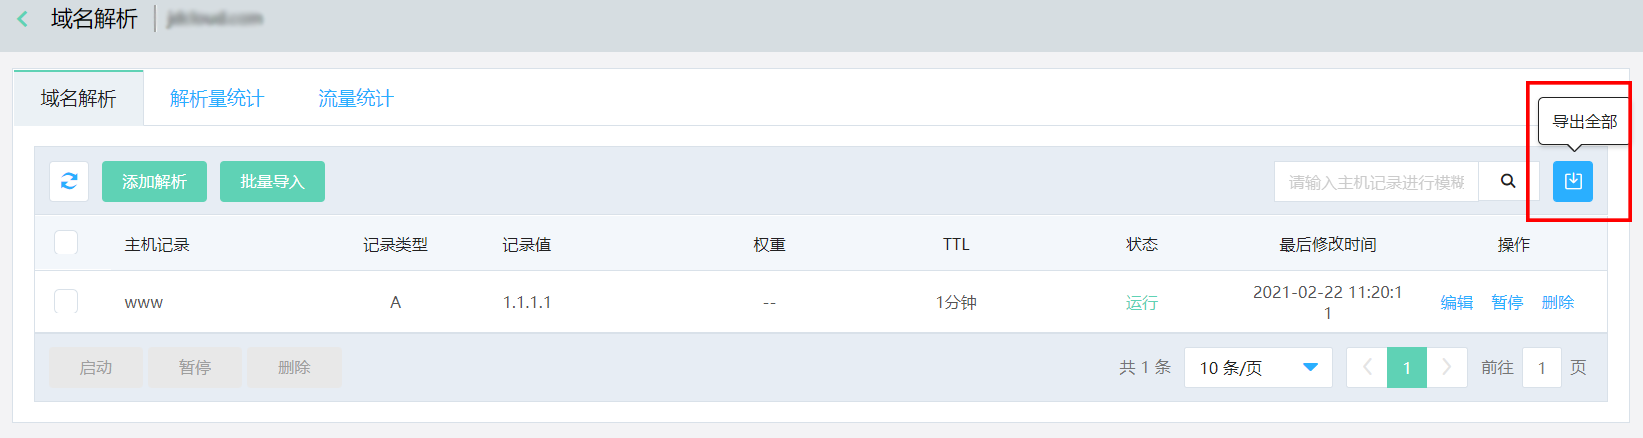 域名解析
域名解析 解析量统计 流量统计
导出全部
添加解析 批量导入 请输入主机记录进行模糊
主机记录 记录类型 记录值 权重 TTL 状态 最后修改时间 操作
www A 1.1.1.1 -- 1分钟 运行 2021-02-22 11:20:1 编辑 暂停 删除
1
启动 暂停 删除 共 1 条 10 条/页 1 前往 1 页